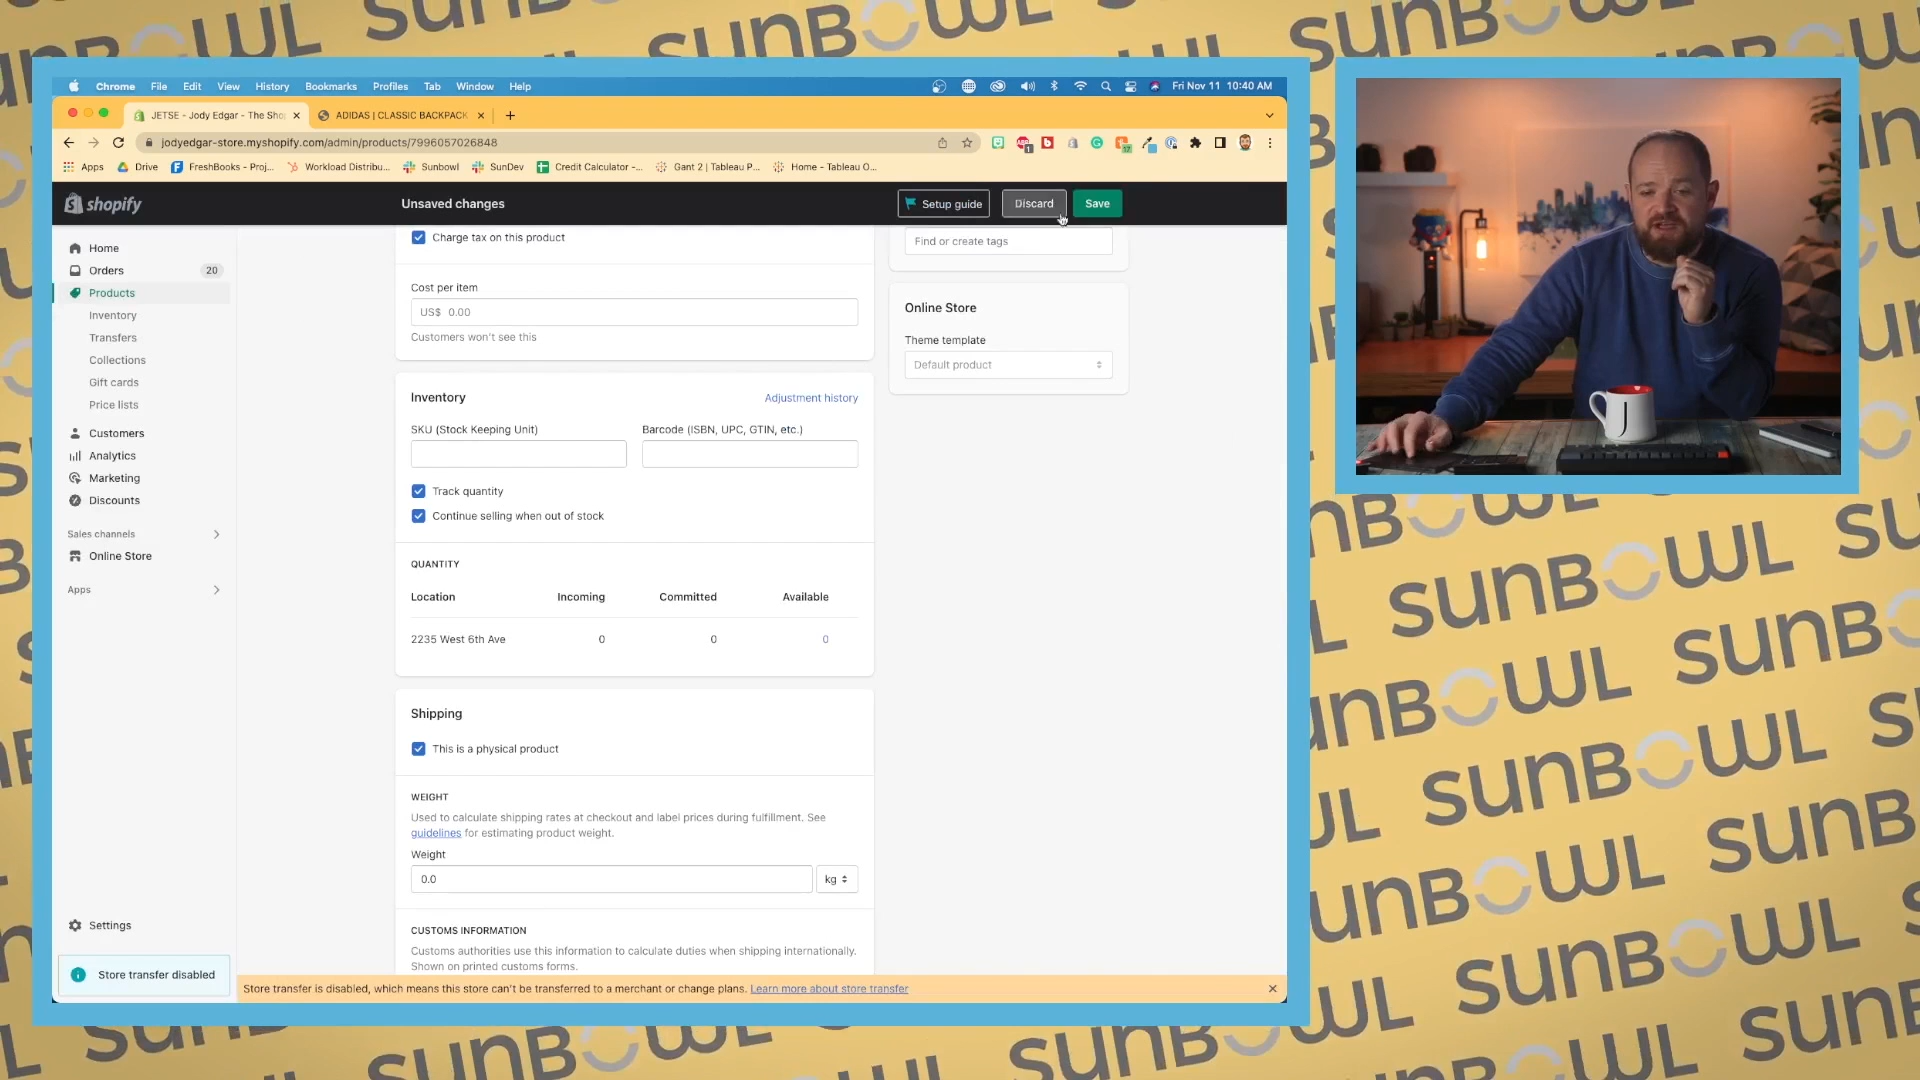 Chrome File Edit View History Bookmarks Profiles Tab Window Help Fri Nov 11 10:40 AM
JETSE - Jody Edgar - The Sho
ADIDAS | CLASSIC BACKPACK
jodyedgar-store.myshopify.com/admin/products/7996057026848
Apps Drive FreshBooks - Proj... Workload Distribu... Sunbowl SunDev Credit Calculator -... Gant 2 | Tableau P... Home - Tableau O...
shopify
Unsaved changes
Setup guide
Discard
Save
Home
Orders 20
Products
Inventory
Transfers
Collections
Gift cards
Price lists
Customers
Analytics
Marketing
Discounts
Sales channels
Online Store
Apps
Settings
Store transfer disabled
Charge tax on this product
Cost per item
US$ 0.00
Customers won't see this
Inventory
Adjustment history
SKU (Stock Keeping Unit)
Barcode (ISBN, UPC, GTIN, etc.)
Track quantity
Continue selling when out of stock
QUANTITY
Location Incoming Committed Available
2235 West 6th Ave 0 0 0
Shipping
This is a physical product
WEIGHT
Used to calculate shipping rates at checkout and label prices during fulfillment. See
guidelines for estimating product weight.
Weight
0.0
kg
CUSTOMS INFORMATION
Customs authorities use this information to calculate duties when shipping internationally.
Shown on printed customs forms.
Find or create tags
Online Store
Theme template
Default product
Store transfer is disabled, which means this store can't be transferred to a merchant or change plans. Learn more about store transfer
J
SUNBOWL
SUNBOWL
SUNBOWL
SUNBOWL
SUNBOWL
SUNBOWL